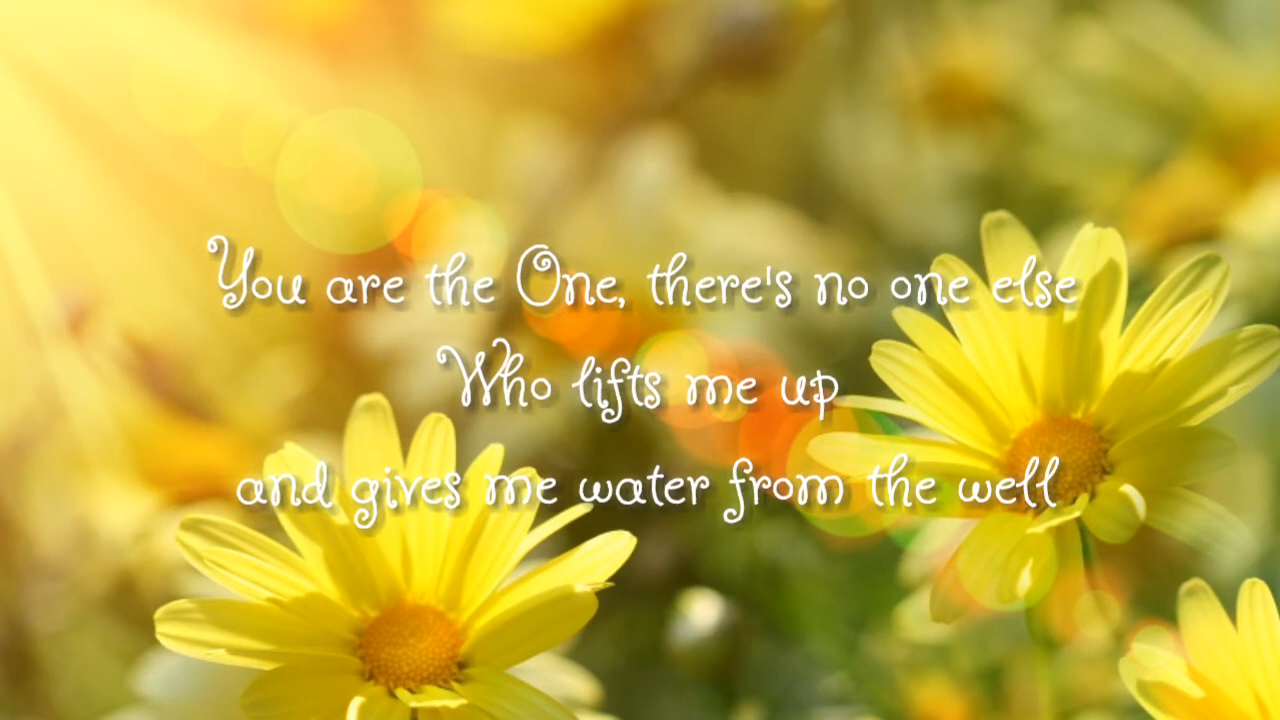 You are the One, there's no one else
Who lifts me up
and gives me water from the well